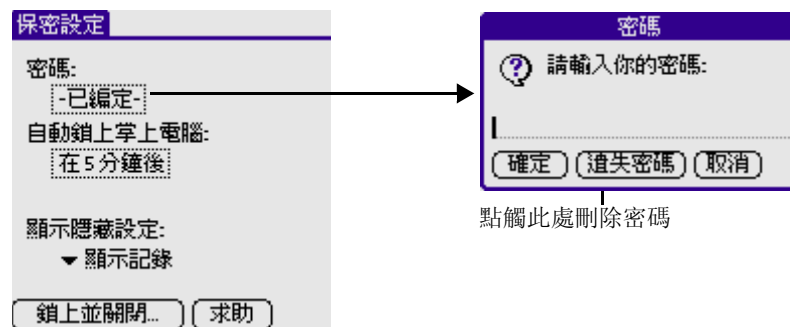 保密設定
密碼:
-已編定-
自動鎖上掌上電腦:
在5分鐘後
顯示隱藏設定:
顯示記錄
鎖上並關閉... 求助
密碼
請輸入你的密碼:
確定 遺失密碼 取消
點觸此處刪除密碼